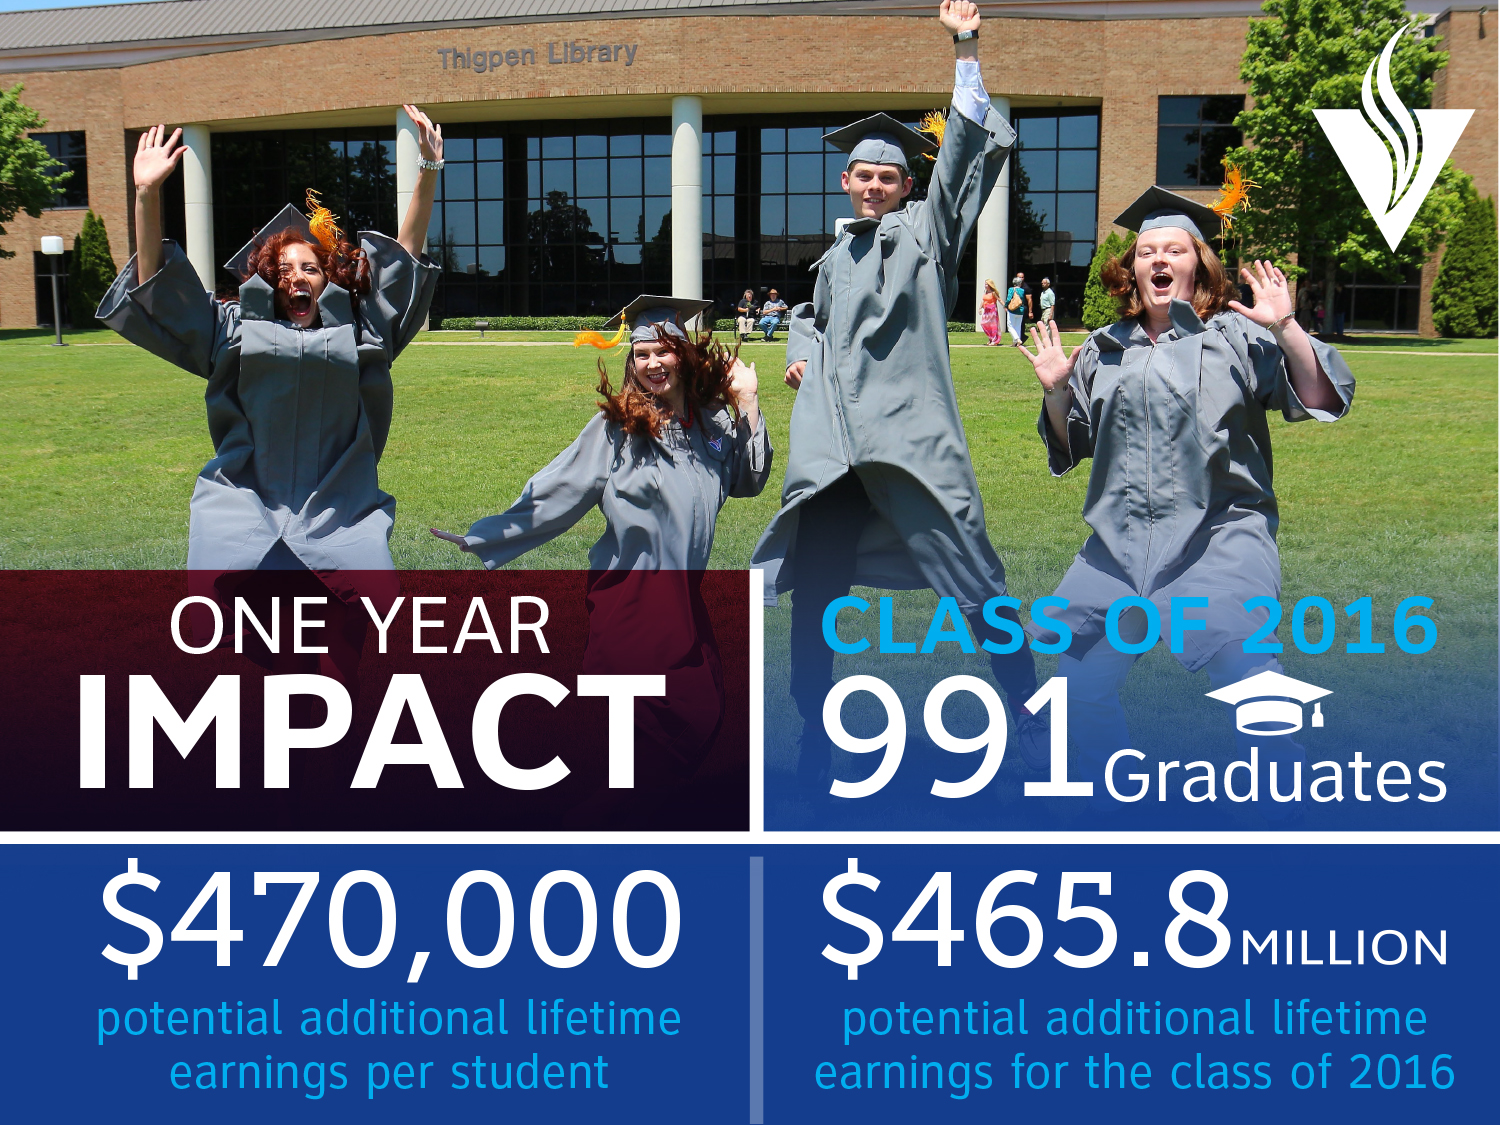 Thigpen Library
ONE YEAR
IMPACT
CLASS OF 2016
991 Graduates
$470,000
potential additional lifetime
earnings per student
$465.8 MILLION
potential additional lifetime
earnings for the class of 2016